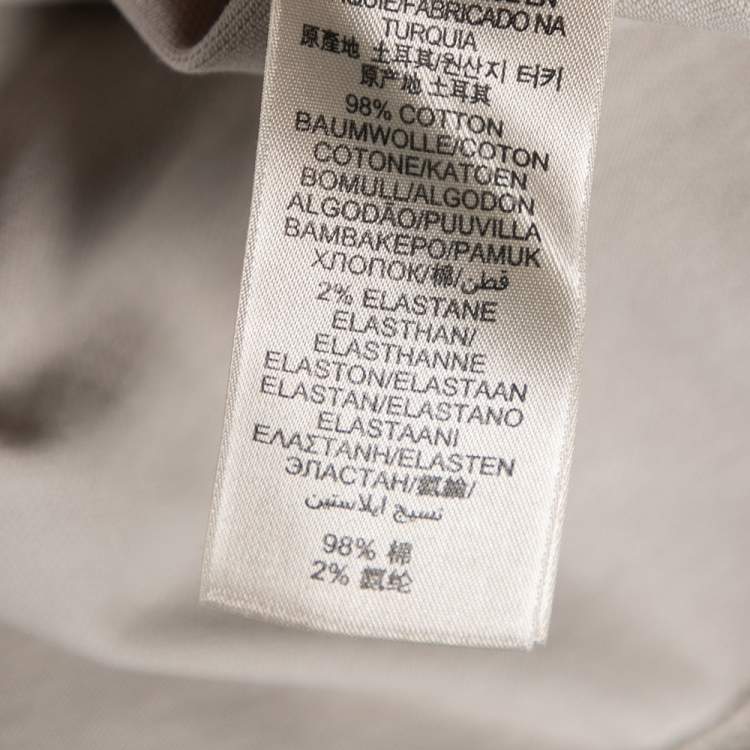 QUIE/FABRICADO NA
TURQUIA
原產地 土耳其/원산지 터키
原产地 土耳其
98% COTTON
BAUMWOLLE/COTON
COTONE/KATOEN
BOMULL/ALGODON
ALGODÃO/PUUVILLA
BAMBAKEPO/PAMUK
ХЛОПОК/棉/قطن
2% ELASTANE
ELASTHAN/
ELASTHANNE
ELASTON/ELASTAAN
ELASTAN/ELASTANO
ELASTAANI
ΕΛΑΣΤΑΝΗ/ELASTEN
ЭЛАСТАН/氨綸/
نسيج ايلاستين
98% 棉
2% 氨纶